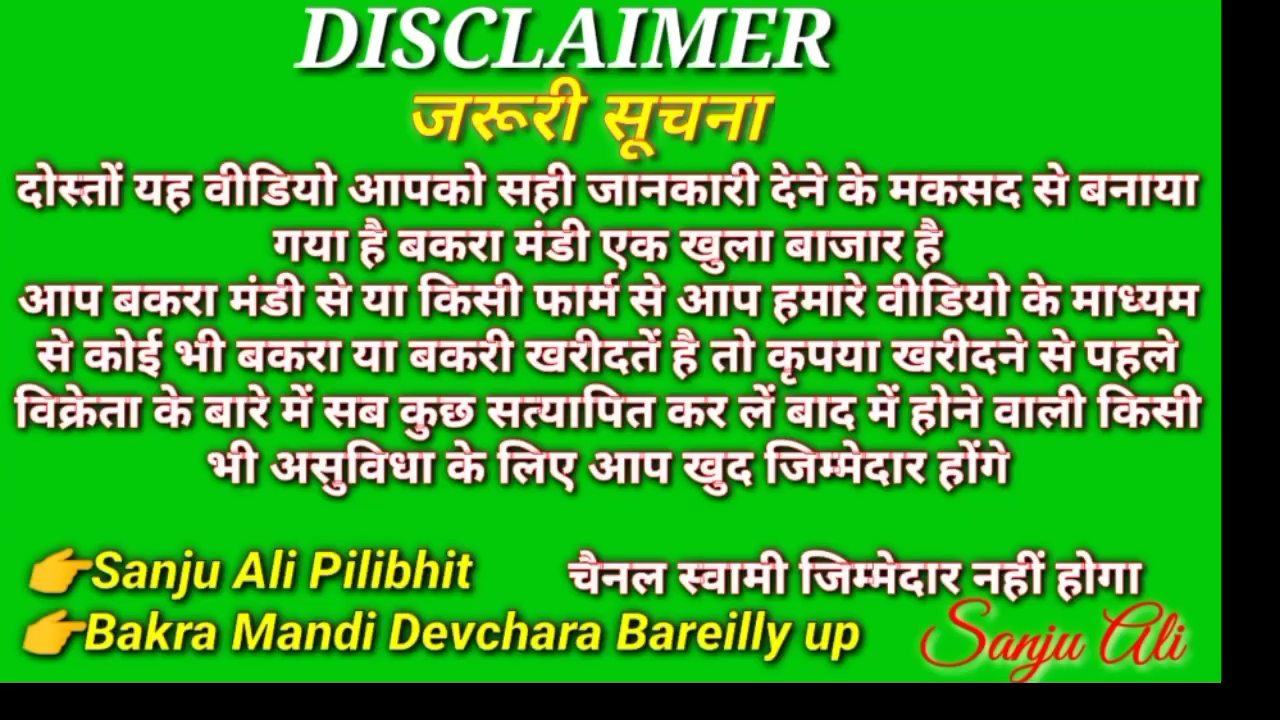 DISCLAIMER
जरूरी सूचना
दोस्तों यह वीडियो आपको सही जानकारी देने के मकसद से बनाया
गया है बकरा मंडी एक खुला बाजार है
आप बकरा मंडी से या किसी फार्म से आप हमारे वीडियो के माध्यम
से कोई भी बकरा या बकरी खरीदतें है तो कृपया खरीदने से पहले
विक्रेता के बारे में सब कुछ सत्यापित कर लें बाद में होने वाली किसी
भी असुविधा के लिए आप खुद जिम्मेदार होंगे
👉Sanju Ali Pilibhit
चैनल स्वामी जिम्मेदार नहीं होगा
👉Bakra Mandi Devchara Bareilly up
Sanju Ali